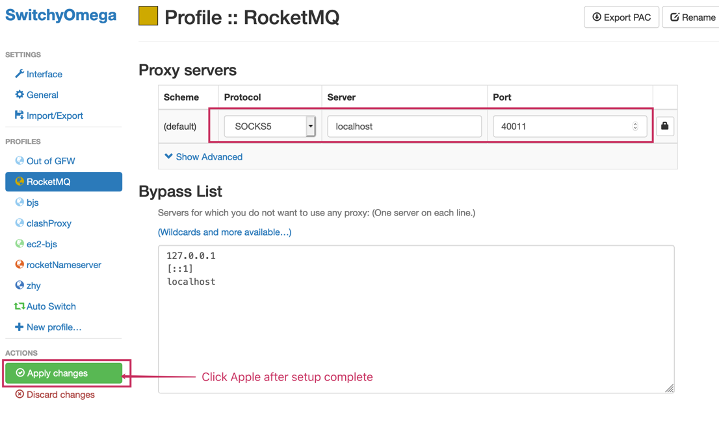 SwitchyOmega
SETTINGS
Interface
General
Import/Export
PROFILES
Out of GFW
RocketMQ
bjs
clashProxy
ec2-bjs
rocketNameserver
zhy
Auto Switch
New profile...
ACTIONS
Apply changes
Discard changes
Profile :: RocketMQ
Export PAC
Rename
Proxy servers
Scheme Protocol Server Port
(default) SOCKS5 localhost 40011
Show Advanced
Bypass List
Servers for which you do not want to use any proxy: (One server on each line.)
(Wildcards and more available...)
127.0.0.1
[::1]
localhost
Click Apple after setup complete